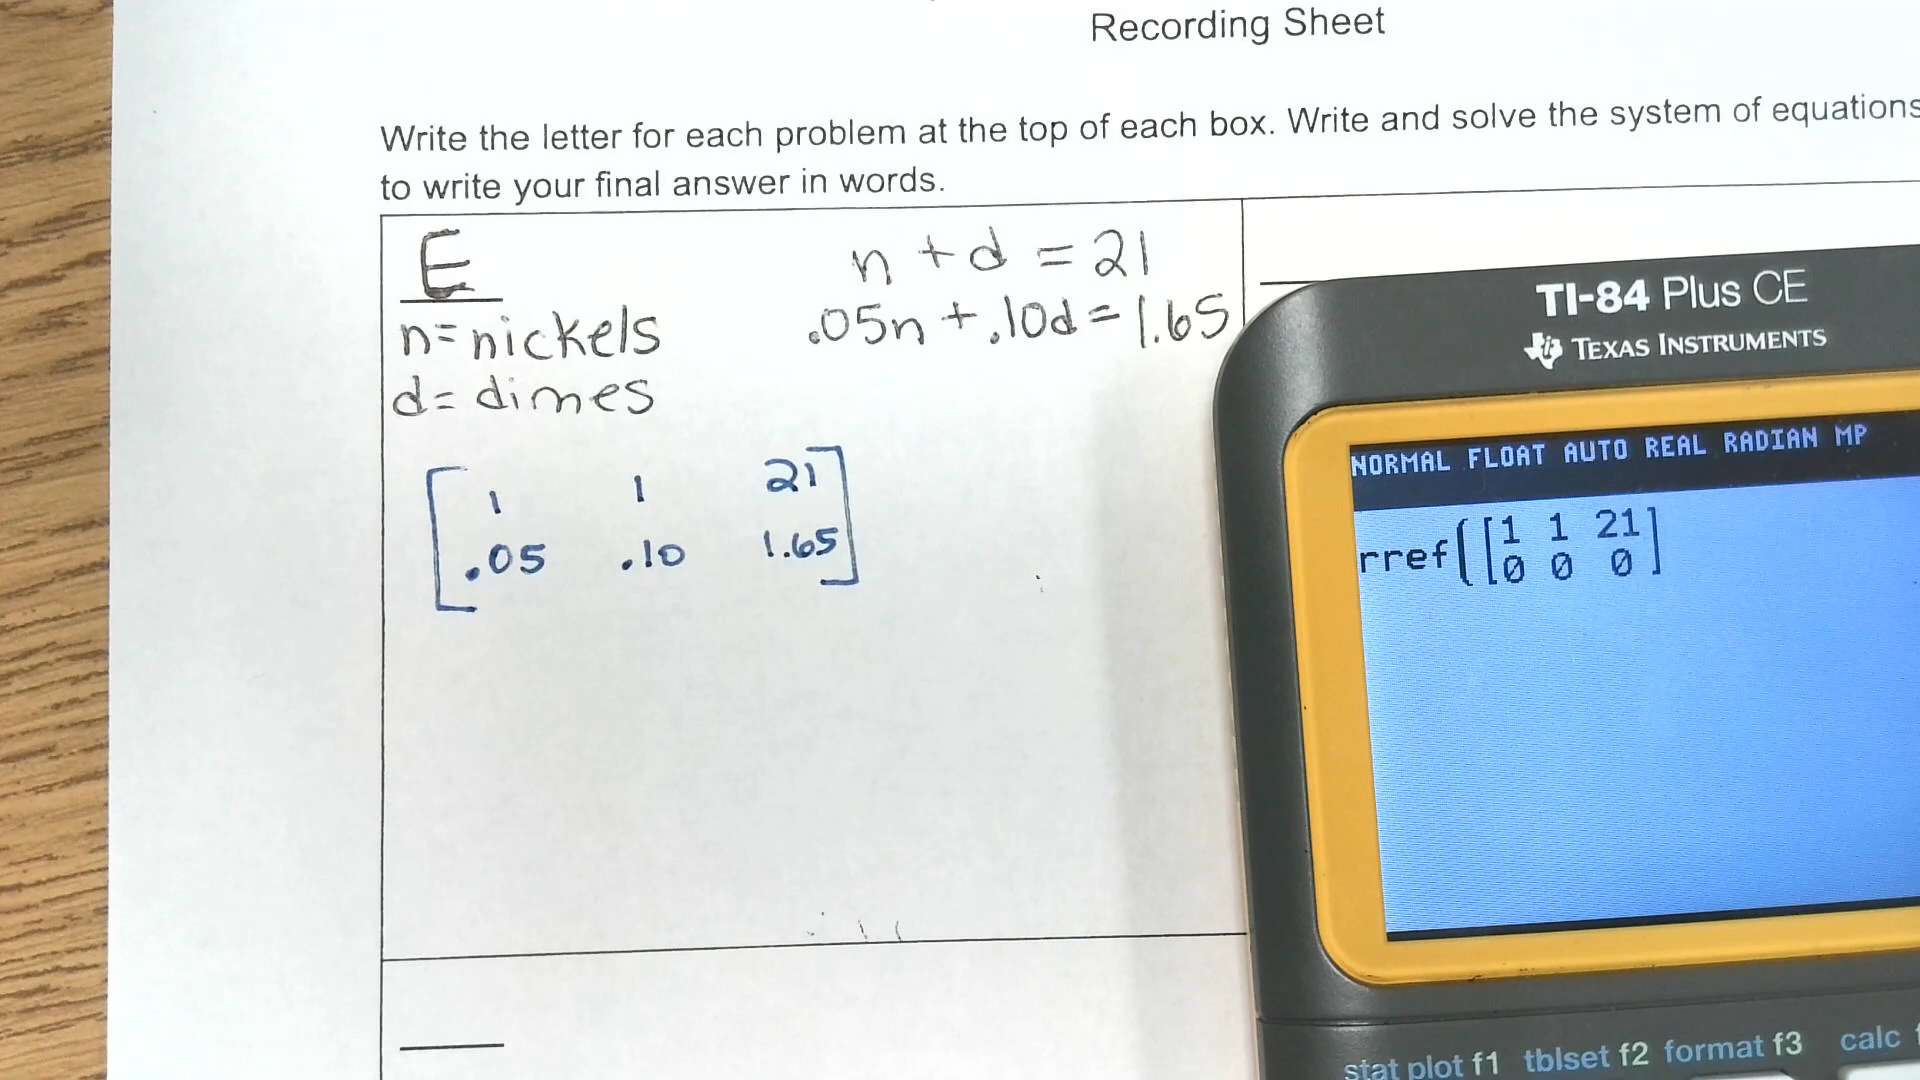 Recording Sheet
Write the letter for each problem at the top of each box. Write and solve the system of equations
to write your final answer in words.
E
n + d = 21
.05n + .10d = 1.65
n = nickels
d = dimes
1 1 21
.05 .10 1.65
TI-84 Plus CE
TEXAS INSTRUMENTS
NORMAL FLOAT AUTO REAL RADIAN MP
rref([1 1 21]
[0 0 0]
stat plot f1 tblset f2 format f3 calc